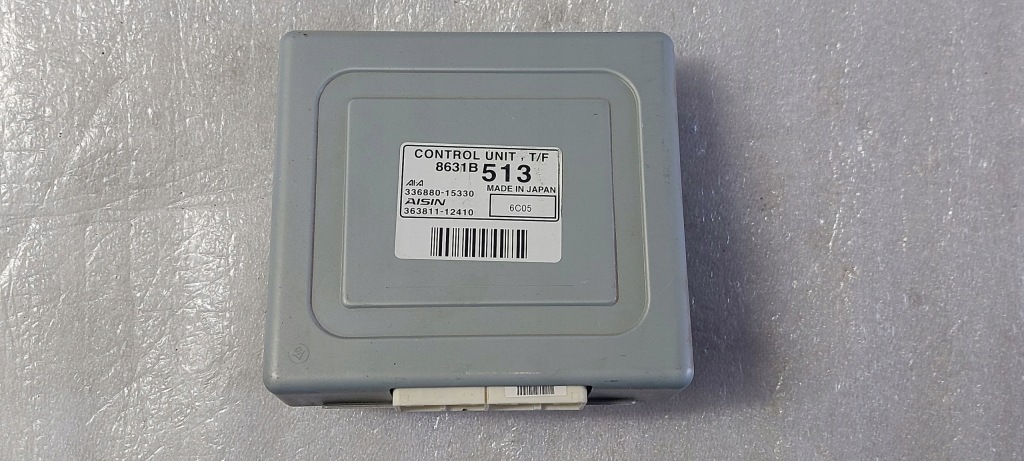 CONTROL UNIT, T/F
8631B 513
AI-A MADE IN JAPAN
336880-15330
AISIN 6C05
363811-12410